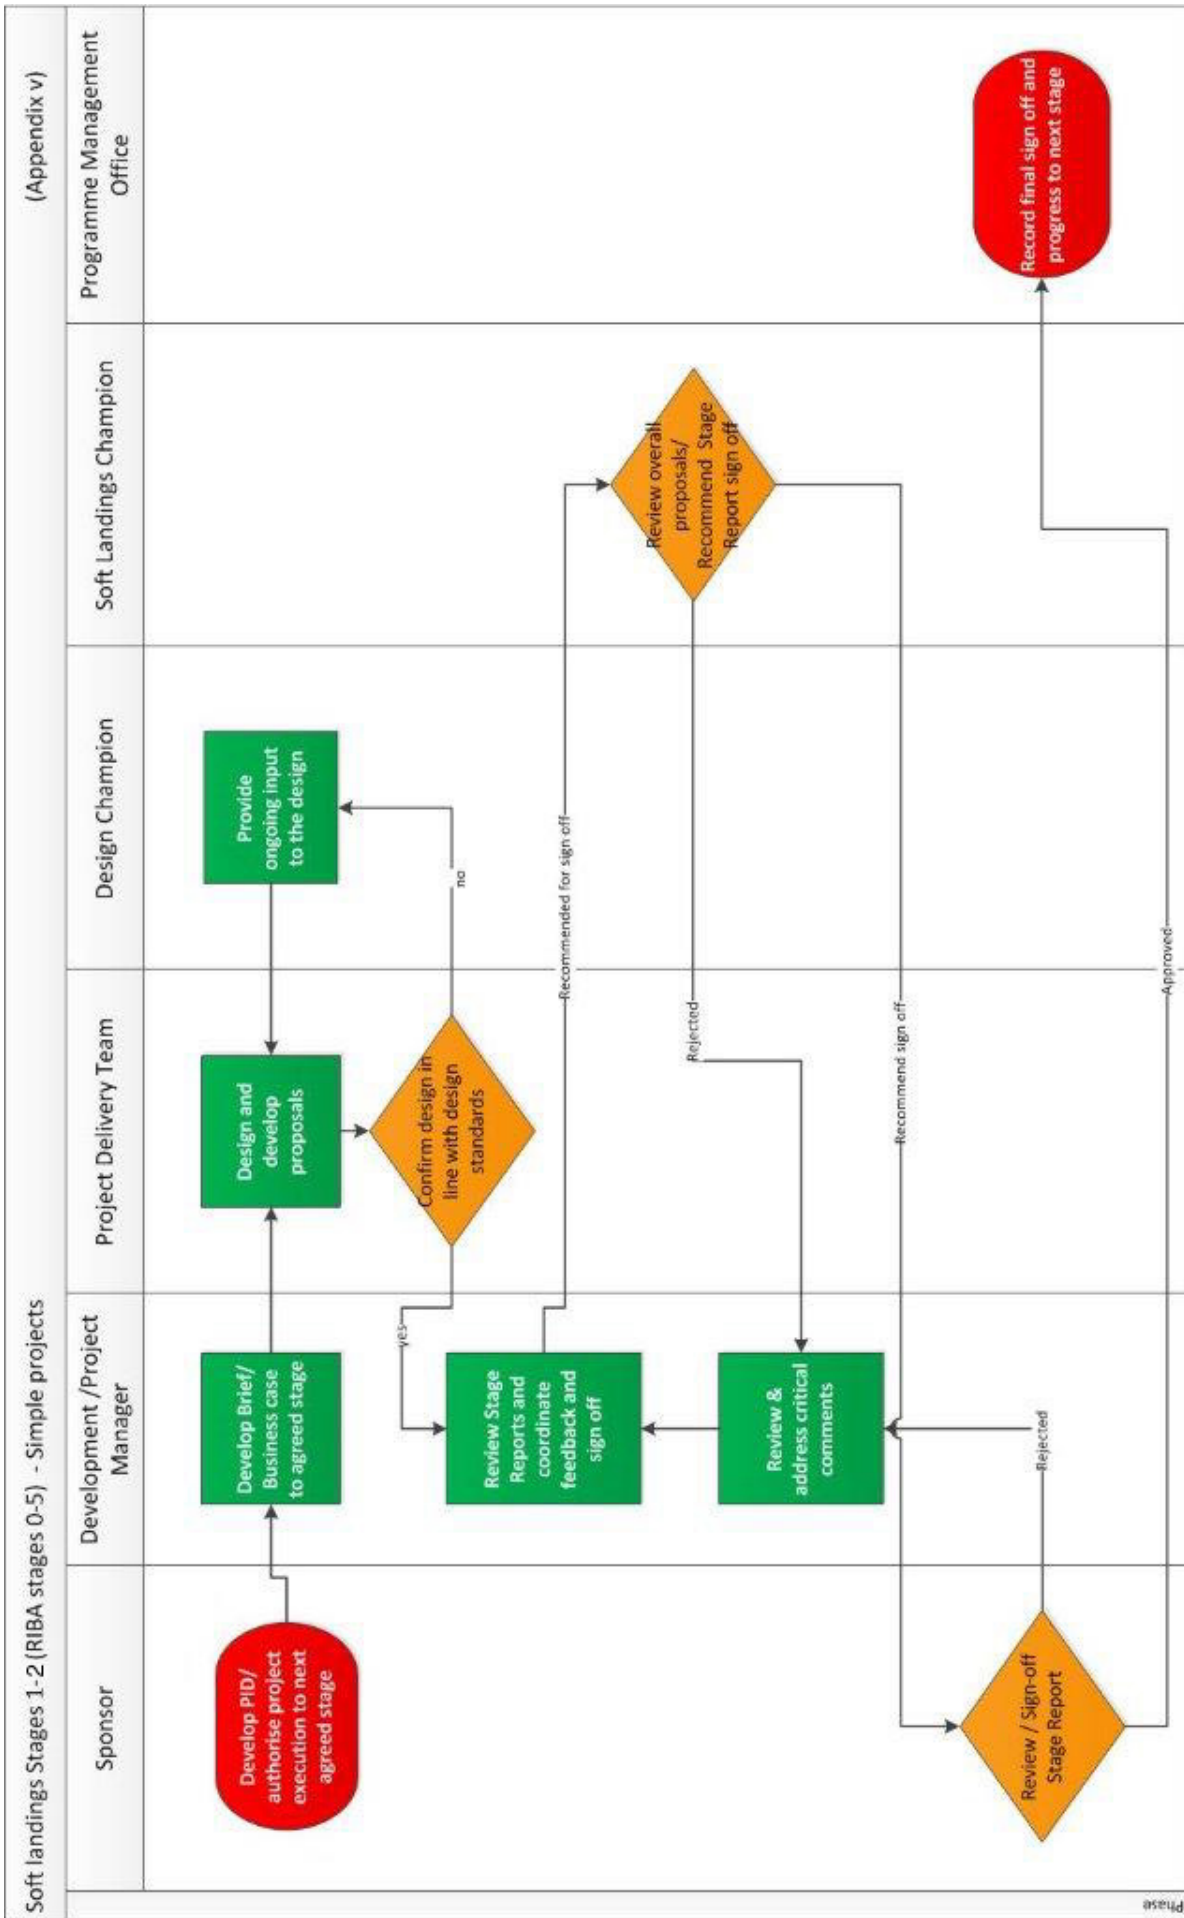 Soft landings Stages 1-2 (RIBA stages 0-5)  - Simple projects
(Appendix v)
Sponsor
Development /Project
Manager
Project Delivery Team
Design Champion
Soft Landings Champion
Programme Management
Office
Phase
Develop PID/
authorise project
execution to next
agreed stage
Develop Brief/
Business case
to agreed stage
Design and
develop
proposals
Provide
ongoing input
to the design
Confirm design in
line with design
standards
no
yes
Review Stage
Reports and
coordinate
feedback and
sign off
Recommended for sign off
Review overall
proposals/
Recommend Stage
Report sign off
Rejected
Review &
address critical
comments
Recommend sign off
Review / Sign-off
Stage Report
Rejected
Approved
Record final sign off and
progress to next stage